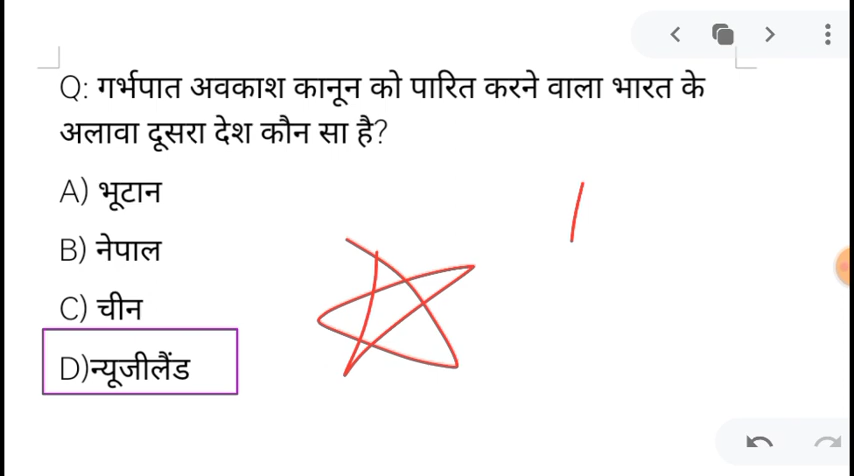 Q: गर्भपात अवकाश कानून को पारित करने वाला भारत के
अलावा दूसरा देश कौन सा है?
A) भूटान
B) नेपाल
C) चीन
D)न्यूजीलैंड